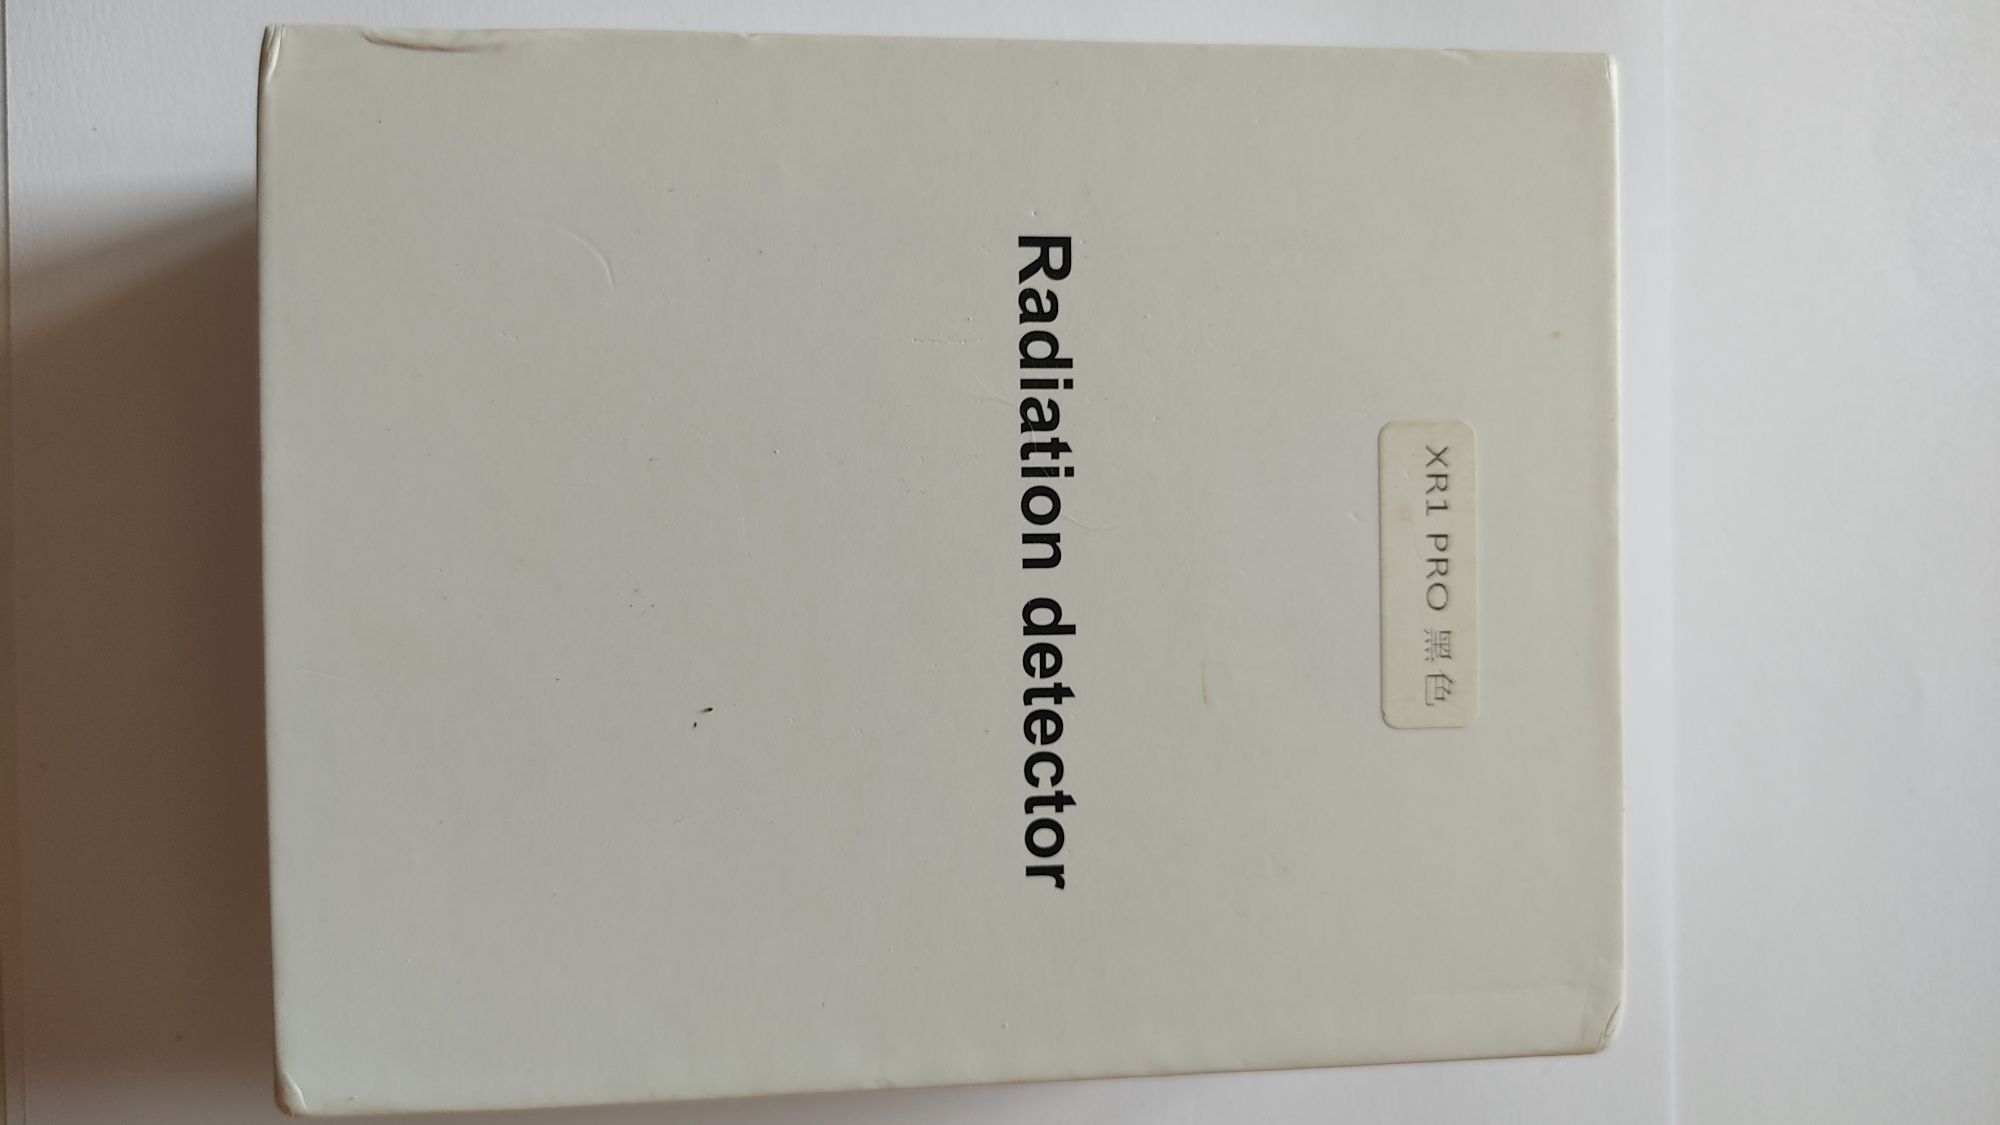 XR1 PRO 黑色
Radiation detector